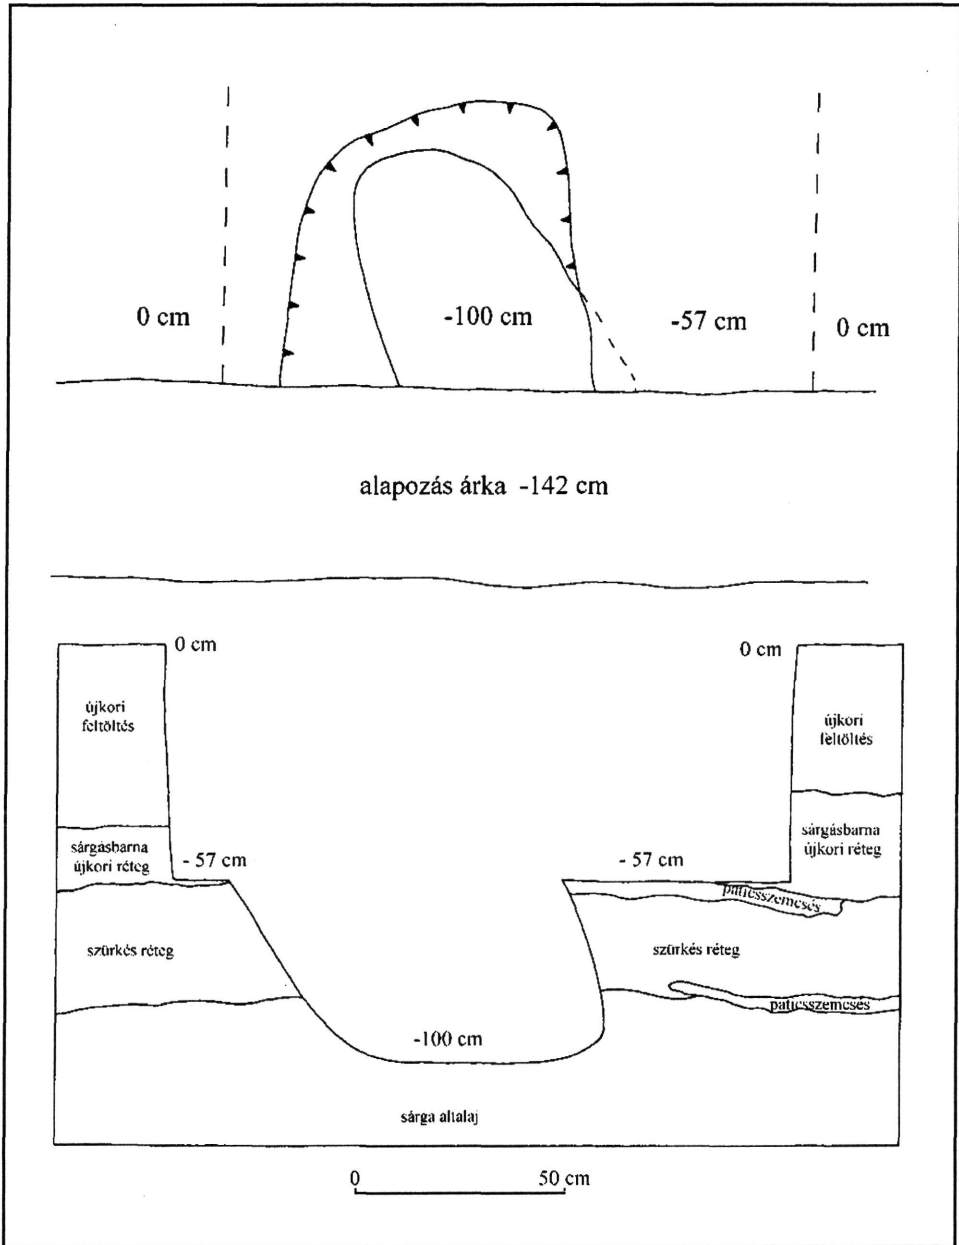 0 cm
-100 cm
-57 cm
0 cm
alapozás árka -142 cm
0 cm
0 cm
újkori
feltöltés
újkori
feltöltés
sárgásbarna
újkori réteg
sárgásbarna
újkori réteg
- 57 cm
- 57 cm
paticsszemcsés
szürkés réteg
szürkés réteg
paticsszemcsés
-100 cm
sárga altalaj
0
50 cm